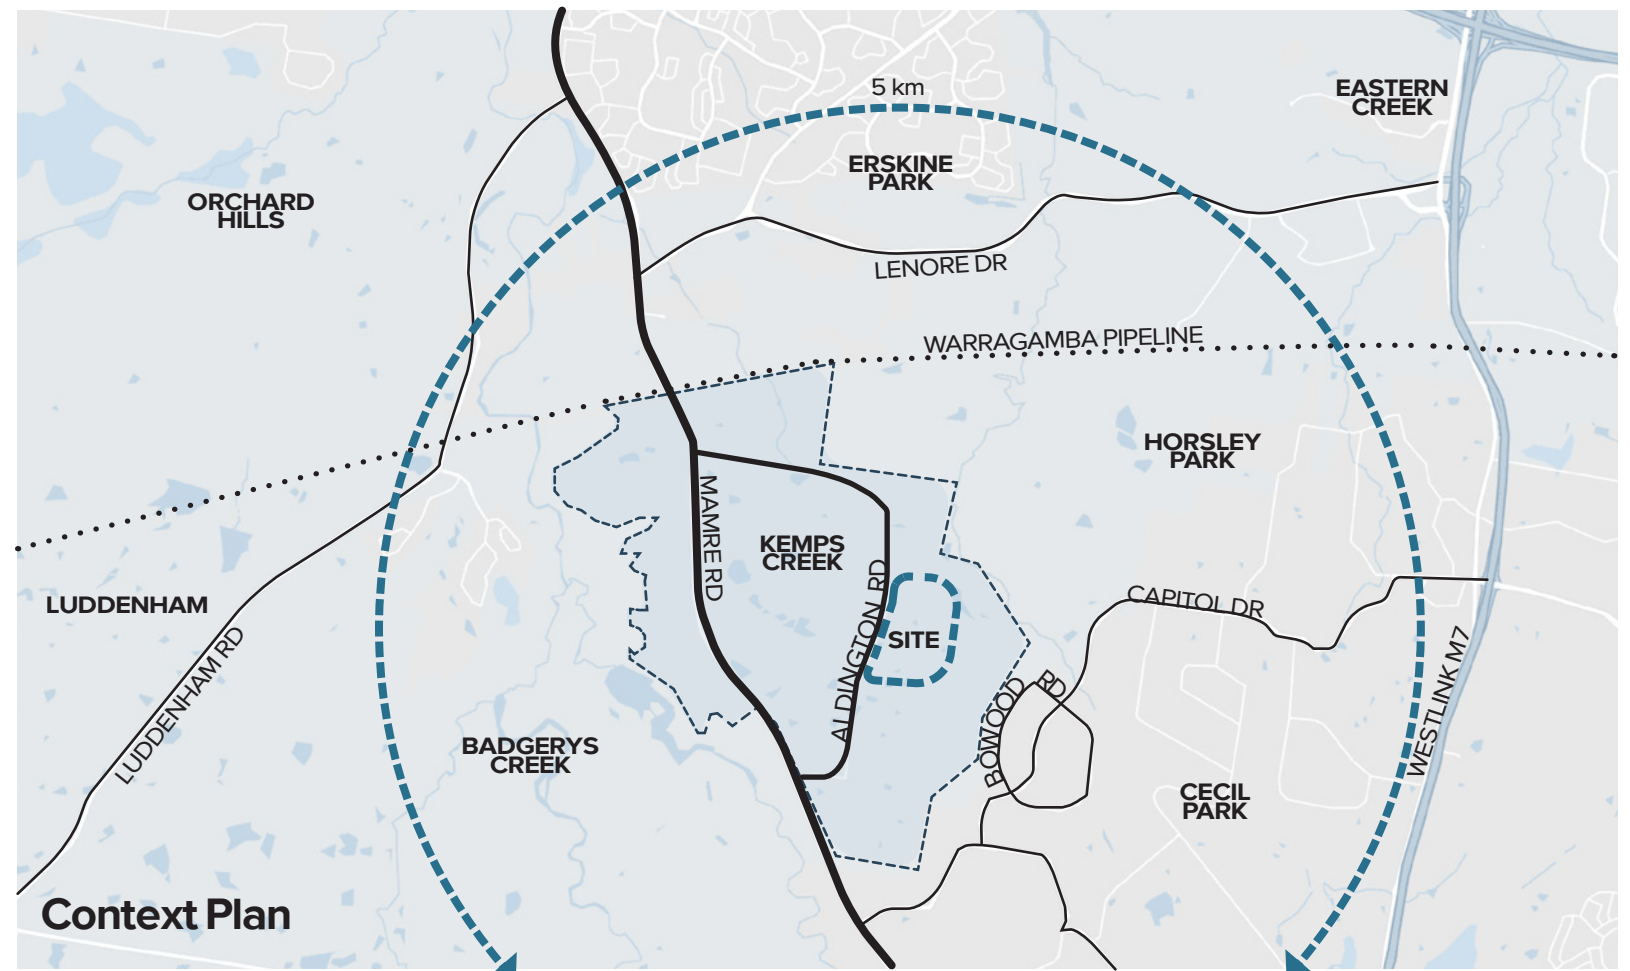 5 km
EASTERN
CREEK
ERSKINE
PARK
ORCHARD
HILLS
LENORE DR
WARRAGAMBA PIPELINE
HORSLEY
PARK
MAMRE RD
KEMPS
CREEK
ALDINGTON RD
SITE
CAPITOL DR
LUDDENHAM
LUDDENHAM RD
BOWOOD RD
WESTLINK M7
BADGERYS
CREEK
CECIL
PARK
Context Plan